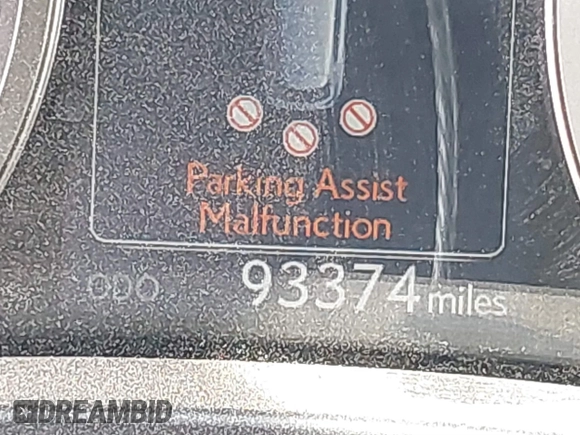 Parking Assist
Malfunction
ODO 93374 miles
DREAMBID